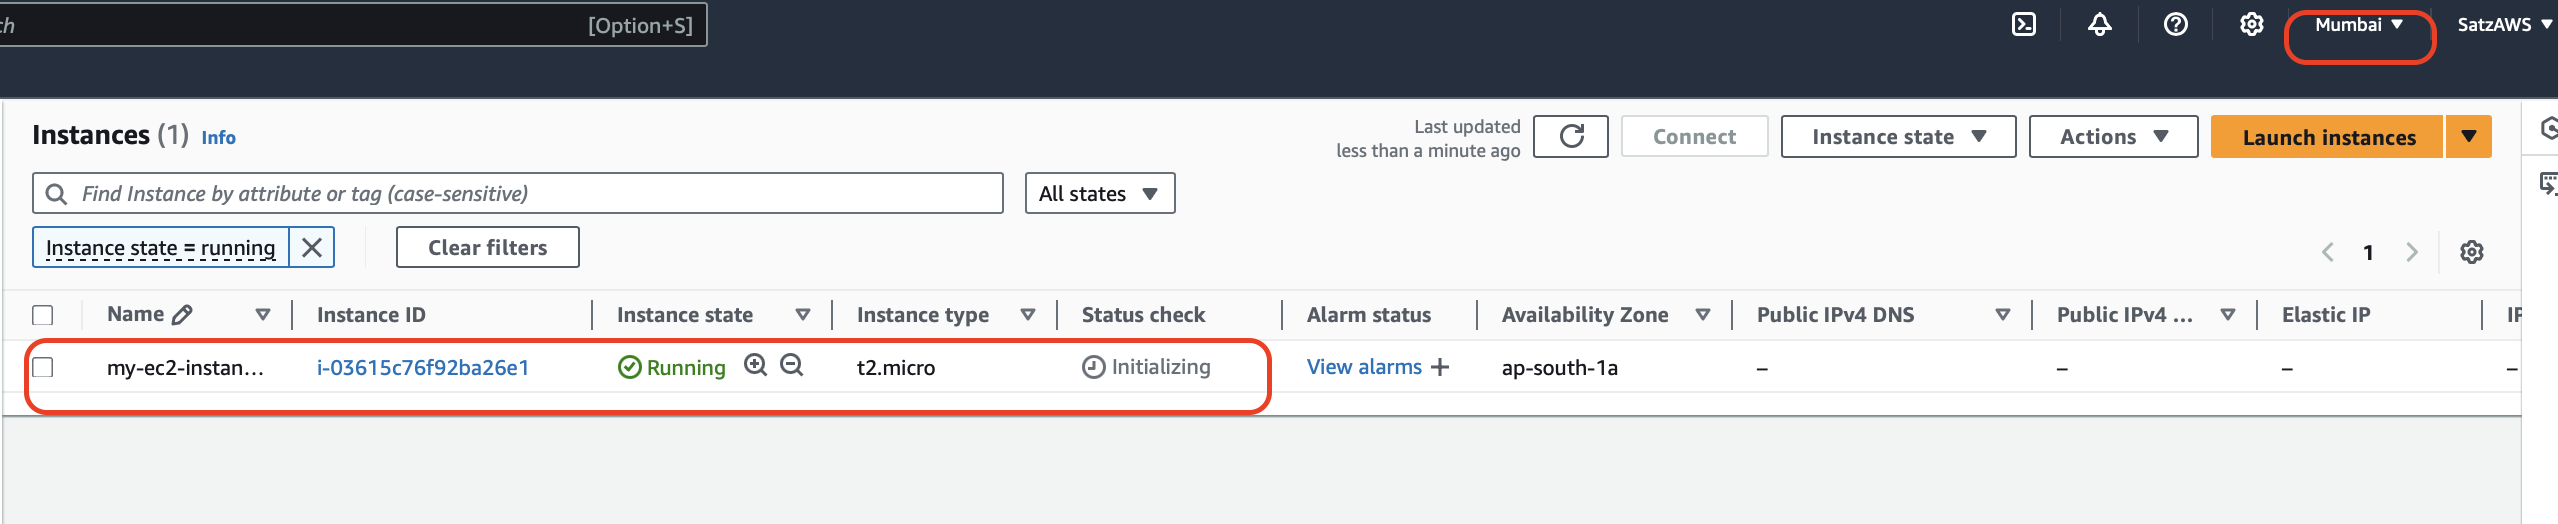 ch [Option+S] Mumbai SatzAWS
Instances (1) Info
Last updated
less than a minute ago
Connect Instance state Actions Launch instances
Find Instance by attribute or tag (case-sensitive) All states
Instance state = running Clear filters 1
Name Instance ID Instance state Instance type Status check Alarm status Availability Zone Public IPv4 DNS Public IPv4 ... Elastic IP IP
my-ec2-instan... i-03615c76f92ba26e1 Running t2.micro Initializing View alarms + ap-south-1a – – – –